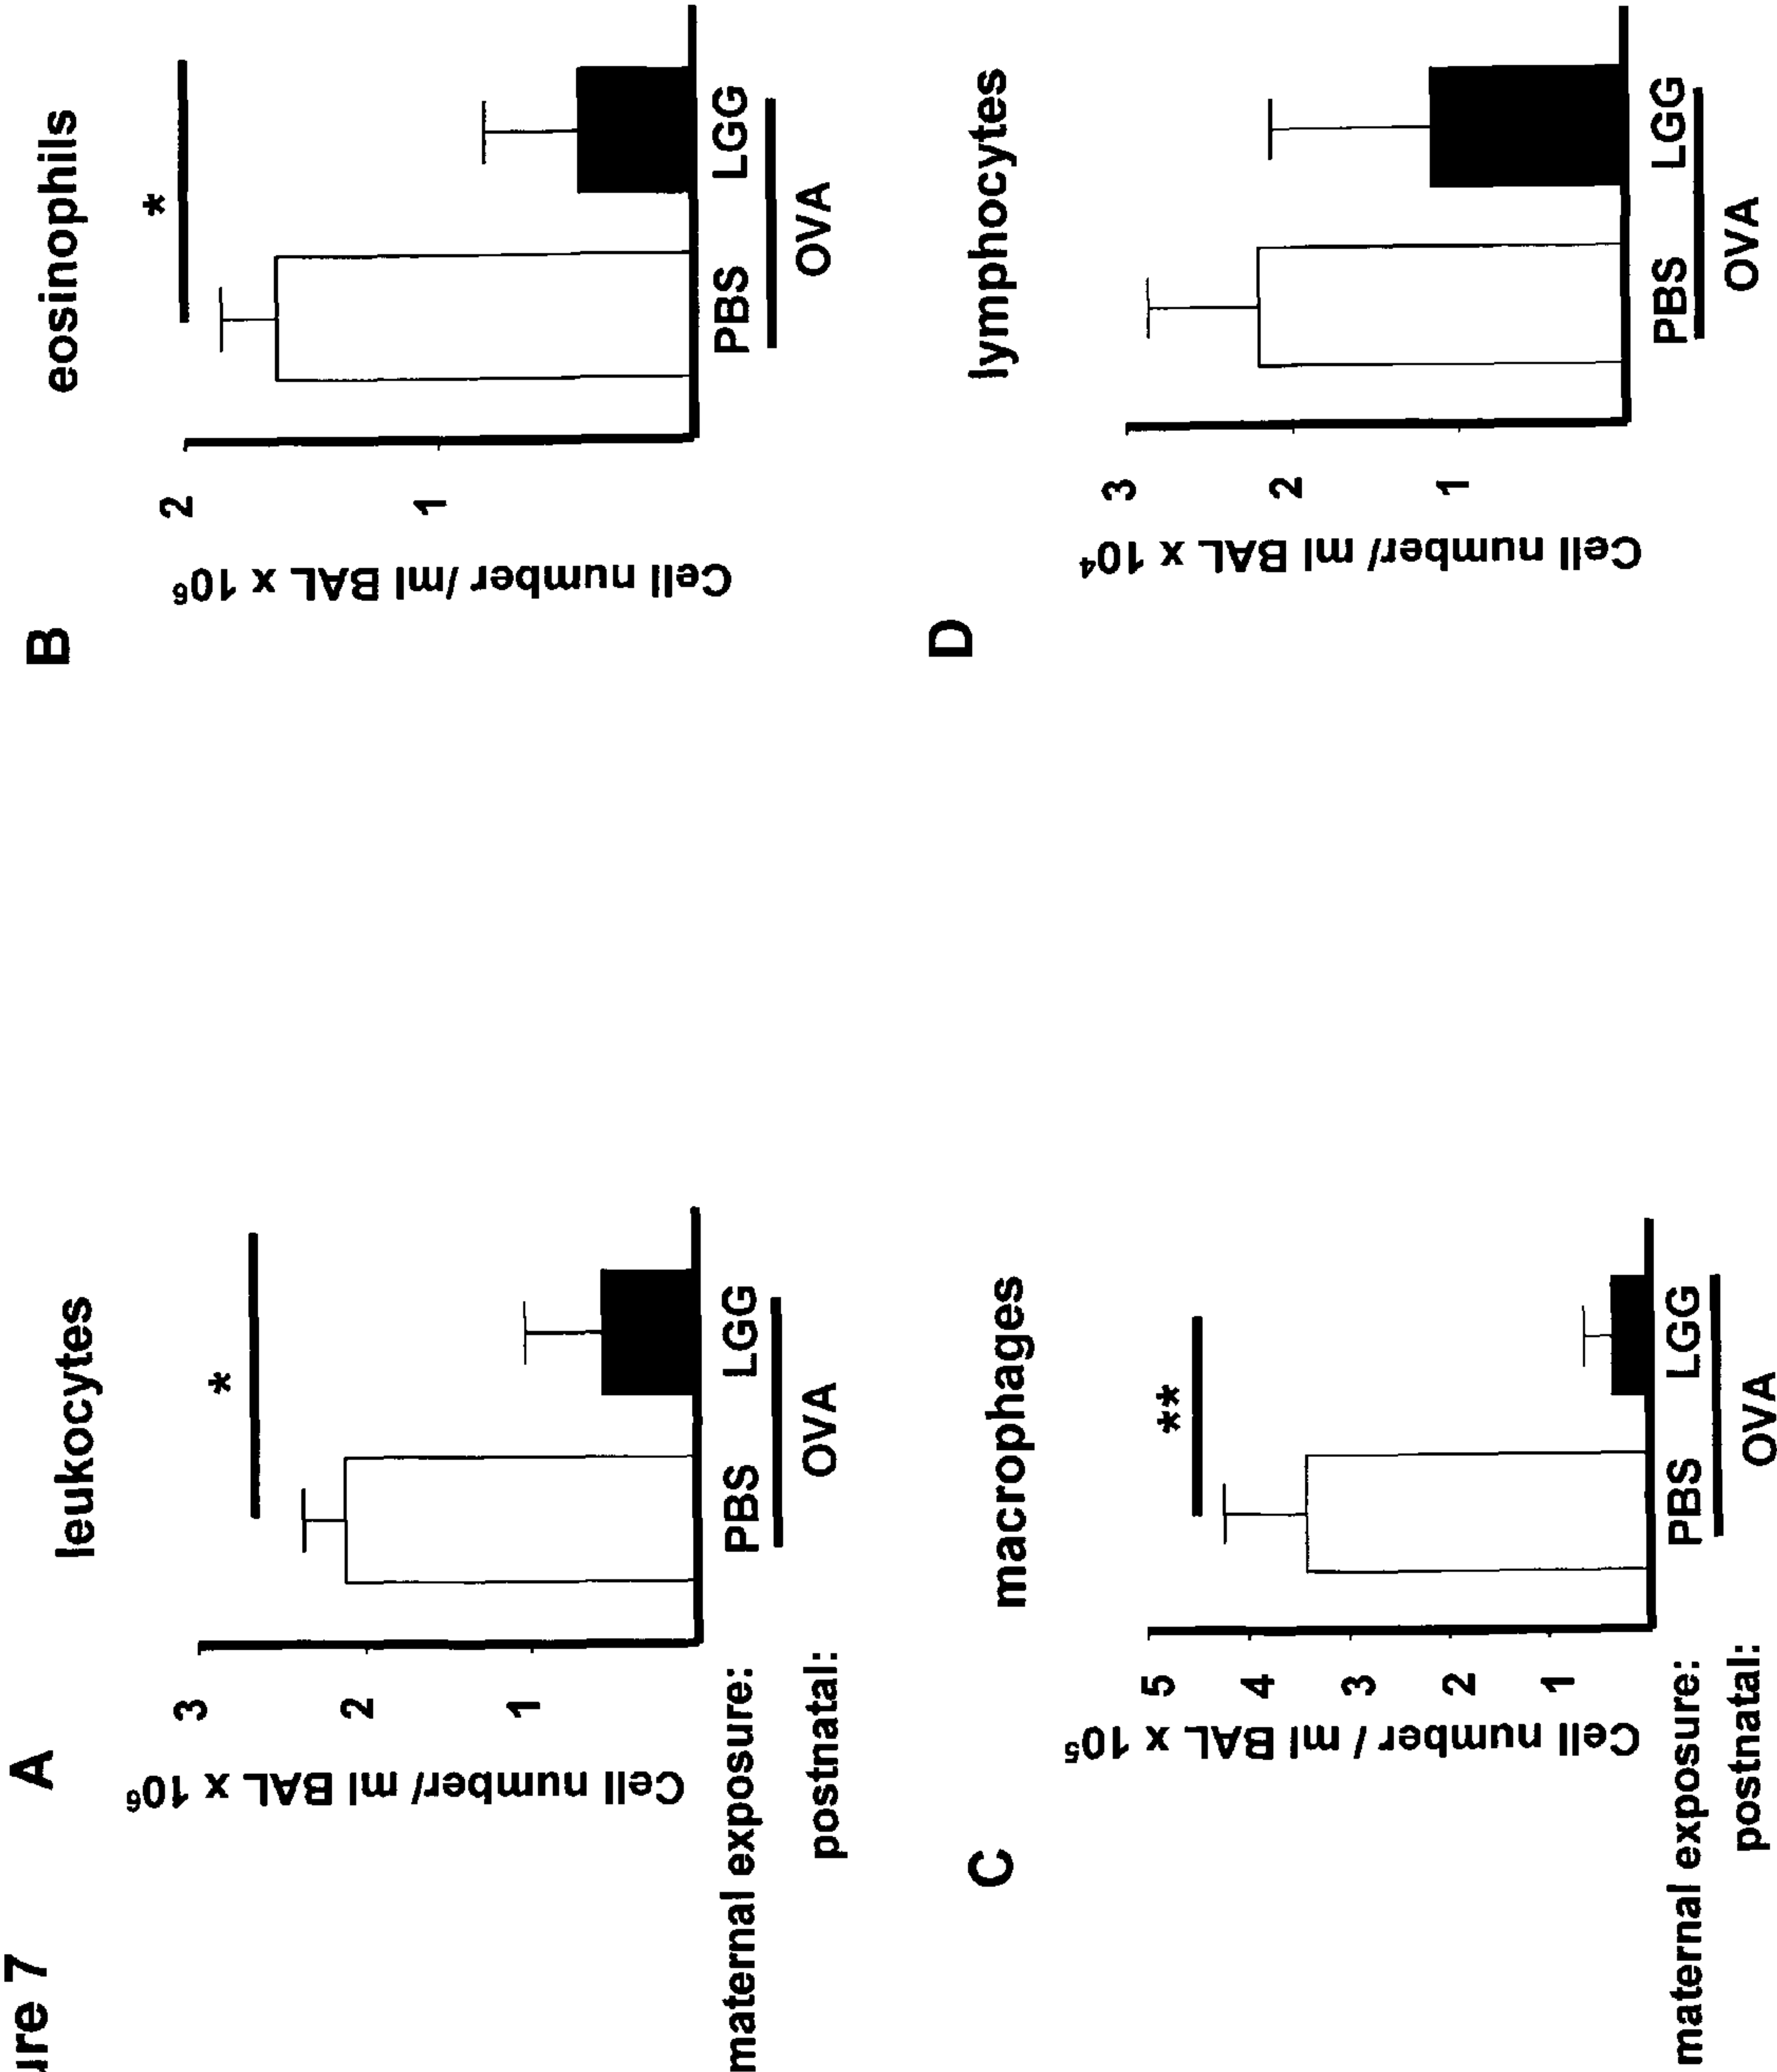 ure 7
A
leukocytes
*
3
2
1
Cell number/ ml BAL x 10⁶
PBS LGG
maternal exposure:
OVA
postnatal:
B
eosinophils
*
2
1
Cell number/ ml BAL x 10⁶
PBS LGG
OVA
C
macrophages
**
5
4
3
2
1
Cell number / ml BAL x 10⁵
PBS LGG
maternal exposure:
OVA
postnatal:
D
lymphocytes
3
2
1
Cell number/ ml BAL x 10⁴
PBS LGG
OVA